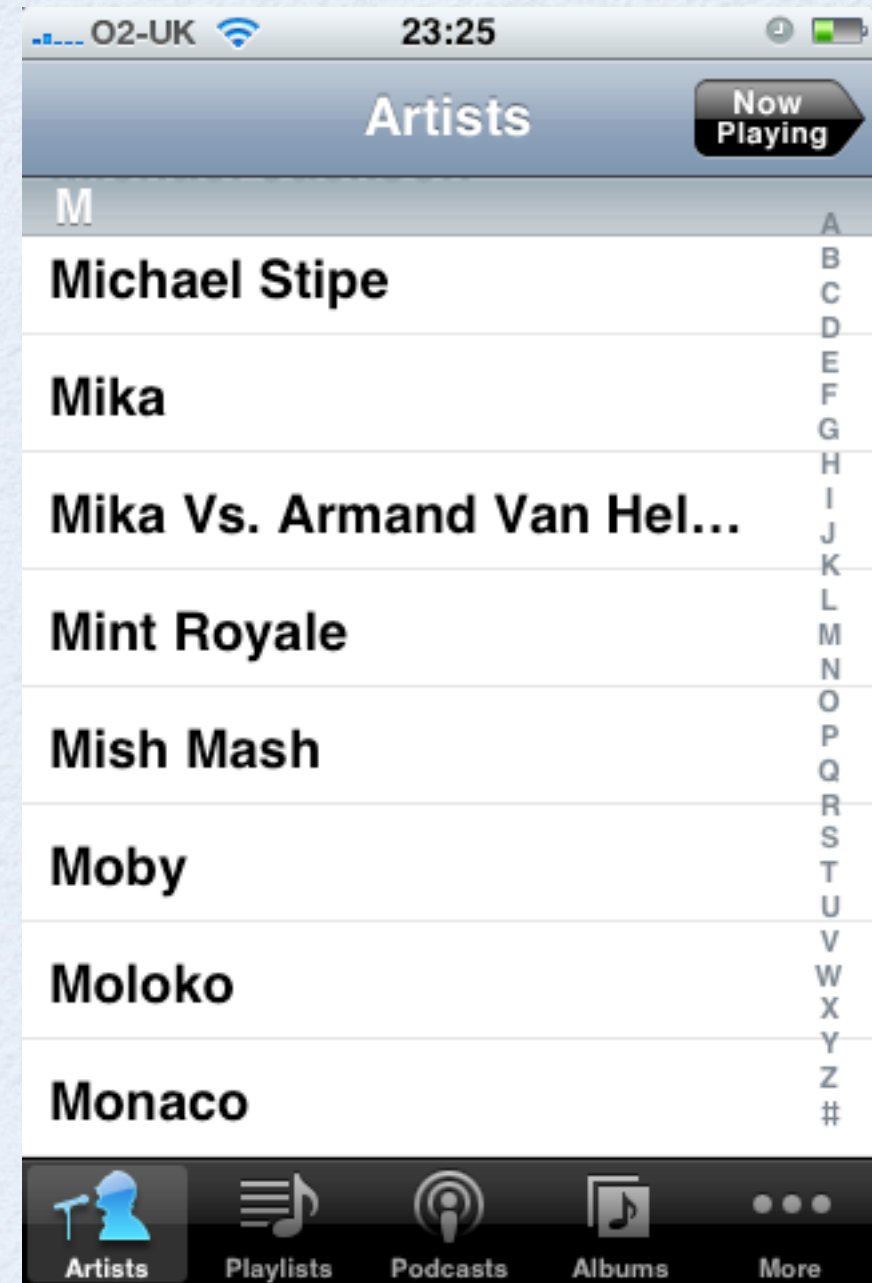 O2-UK 23:25
Artists
Now
Playing
M
Michael Stipe
Mika
Mika Vs. Armand Van Hel...
Mint Royale
Mish Mash
Moby
Moloko
Monaco
A
B
C
D
E
F
G
H
I
J
K
L
M
N
O
P
Q
R
S
T
U
V
W
X
Y
Z
#
Artists Playlists Podcasts Albums More